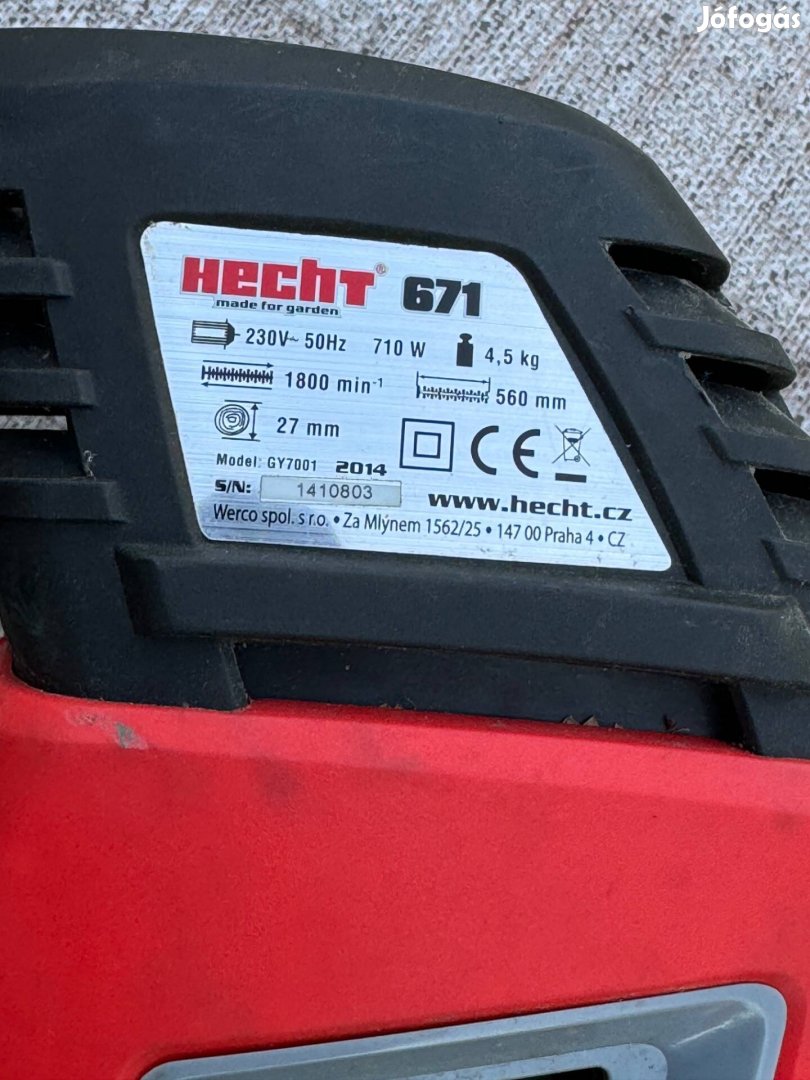 Jófogás
HECHT® 671
made for garden
230V~ 50Hz 710 W 4,5 kg
1800 min⁻¹ 560 mm
27 mm
Model: GY7001 2014
S/N: 1410803
www.hecht.cz
Werco spol. s r.o. • Za Mlýnem 1562/25 • 147 00 Praha 4 • CZ